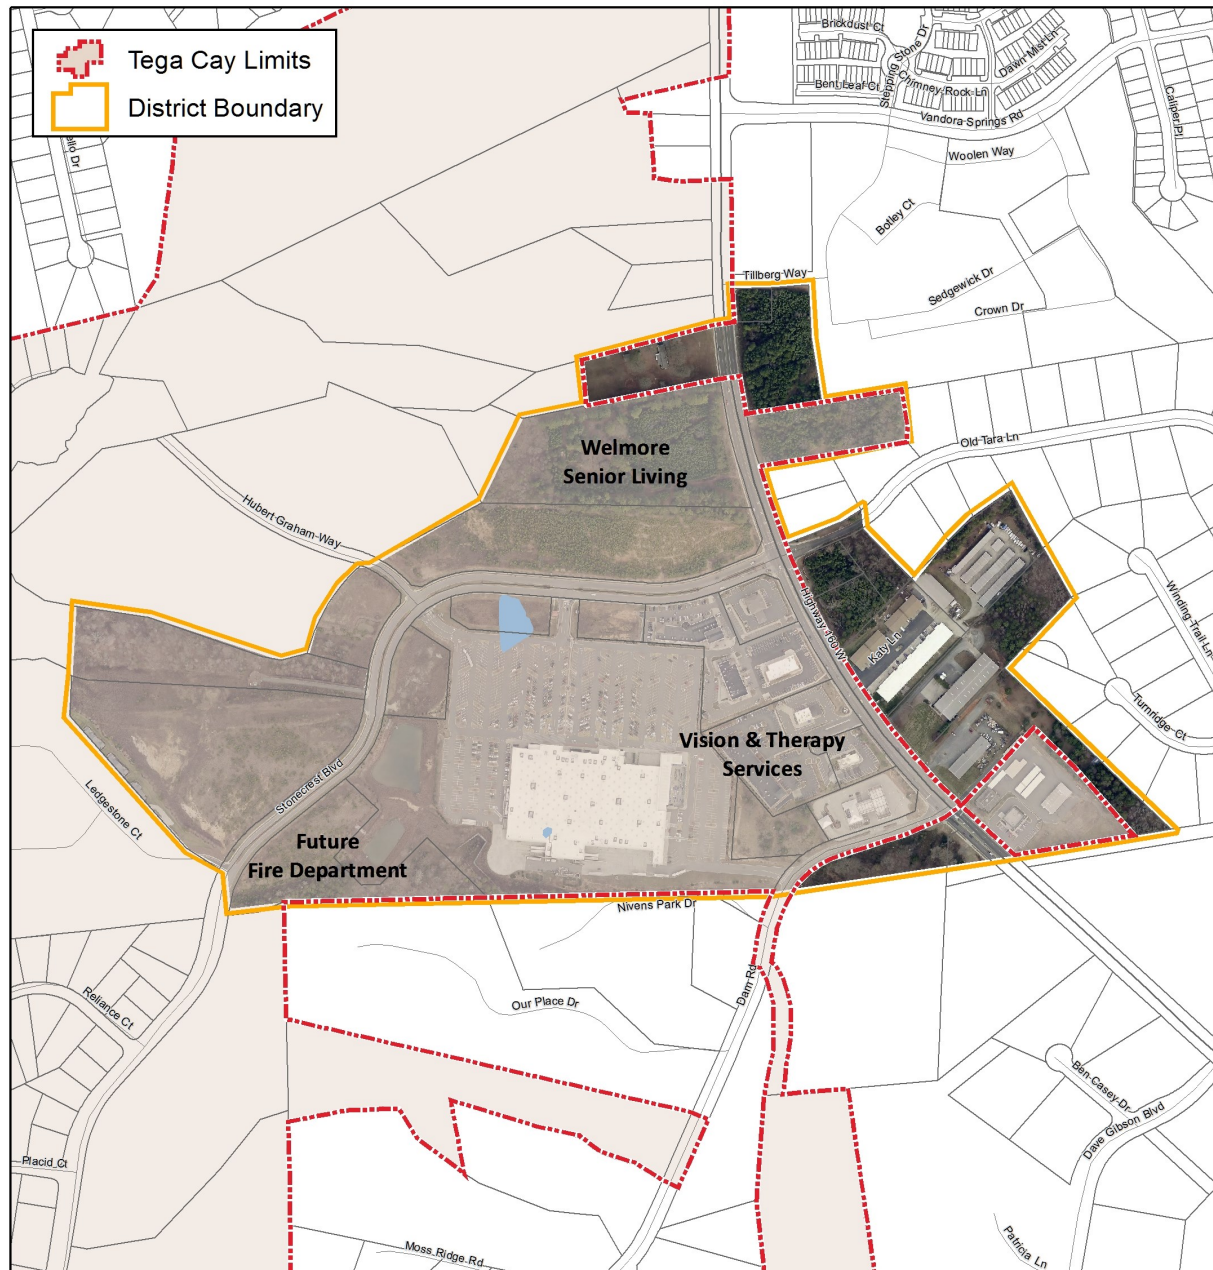 Tega Cay Limits
District Boundary
Brickdust Ct
Stepping Stone Dr
Dawn Mist Ln
Bent Leaf Ct
Chimney Rock Ln
Vandora Springs Rd
Caliper Pl
Woolen Way
Botley Ct
Tillberg Way
Sedgewick Dr
Crown Dr
Old Tara Ln
Welmore
Senior Living
Hubert Graham Way
Highway 160 W
Katy Ln
Winding Trail Ln
Turnridge Ct
Vision & Therapy
Services
Stonecrest Blvd
Ledgestone Ct
Future
Fire Department
Nivens Park Dr
Dam Rd
Our Place Dr
Reliance Ct
Ben Casey Dr
Dave Gibson Blvd
Placid Ct
Moss Ridge Rd
Patricia Ln